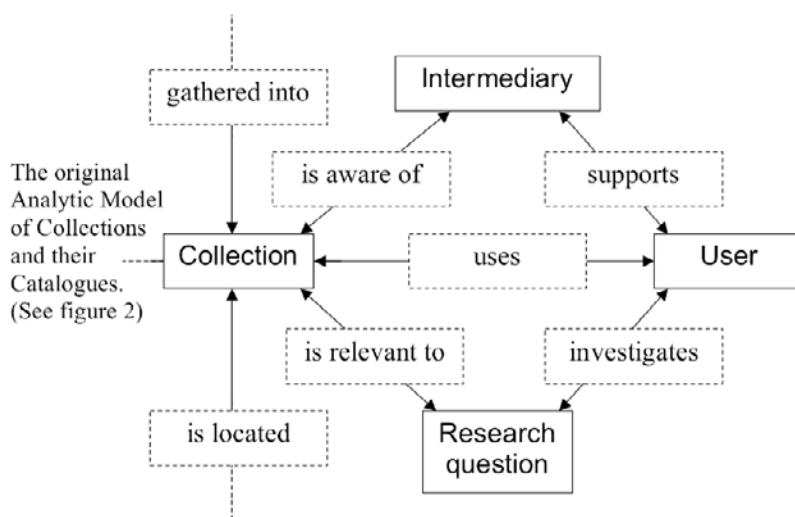 gathered into
Intermediary
is aware of
supports
The original
Analytic Model
of Collections
and their
Catalogues.
(See figure 2)
Collection
uses
User
is relevant to
investigates
is located
Research
question